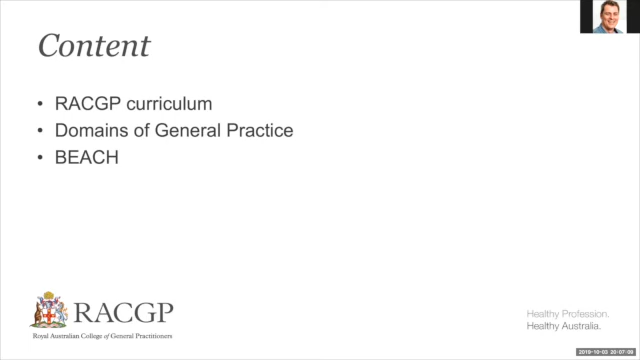 Content
• RACGP curriculum
• Domains of General Practice
• BEACH
RACGP
Royal Australian College of General Practitioners
Healthy Profession.
Healthy Australia.
2019-10-03 20:07:09